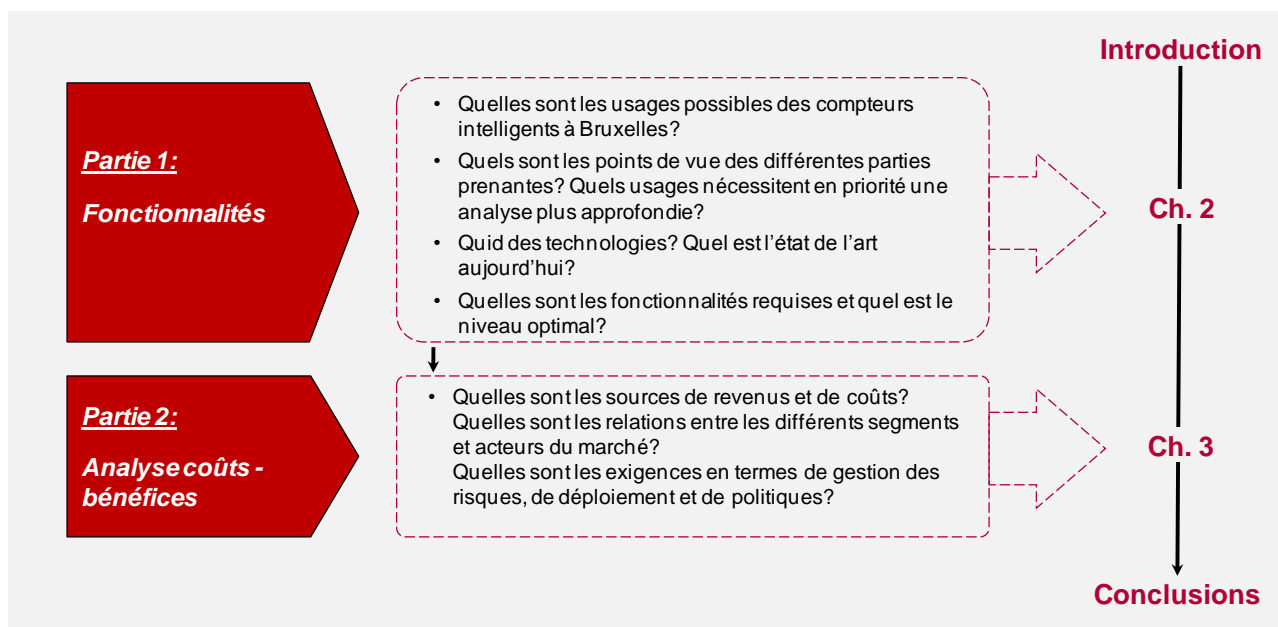 Introduction
Partie 1:
Fonctionnalités
• Quelles sont les usages possibles des compteurs
intelligents à Bruxelles?
• Quels sont les points de vue des différentes parties
prenantes? Quels usages nécessitent en priorité une
analyse plus approfondie?
• Quid des technologies? Quel est l'état de l'art
aujourd'hui?
• Quelles sont les fonctionnalités requises et quel est le
niveau optimal?
Ch. 2
Partie 2:
Analyse coûts -
bénéfices
• Quelles sont les sources de revenus et de coûts?
Quelles sont les relations entre les différents segments
et acteurs du marché?
Quelles sont les exigences en termes de gestion des
risques, de déploiement et de politiques?
Ch. 3
Conclusions